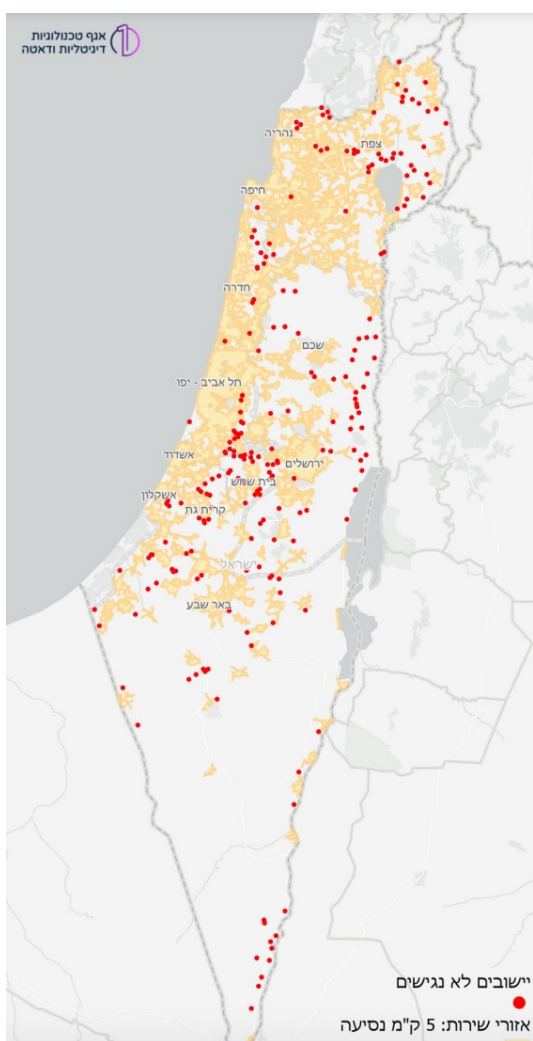 אגף טכנולוגיות
דיגיטליות ודאטה
נהריה
צפת
חיפה
חדרה
שכם
תל אביב - יפו
ירושלים
אשדוד
בית שמש
אשקלון
קרית גת
ישראל
באר שבע
יישובים לא נגישים
אזורי שירות: 5 ק"מ נסיעה